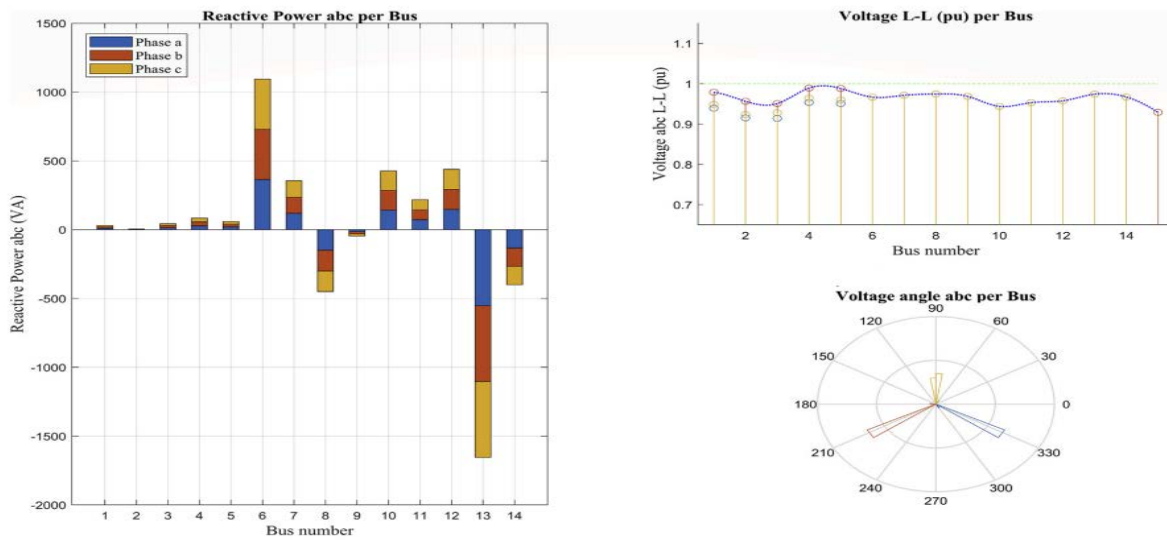 Reactive Power abc per Bus
1500
1000
500
0
-500
-1000
-1500
-2000
Reactive Power abc (VA)
Phase a
Phase b
Phase c
1 2 3 4 5 6 7 8 9 10 11 12 13 14
Bus number
Voltage L-L (pu) per Bus
1.1
1
0.9
0.8
0.7
Voltage abc L-L (pu)
2 4 6 8 10 12 14
Bus number
Voltage angle abc per Bus
90
120 60
150 30
180 0
210 330
240 300
270